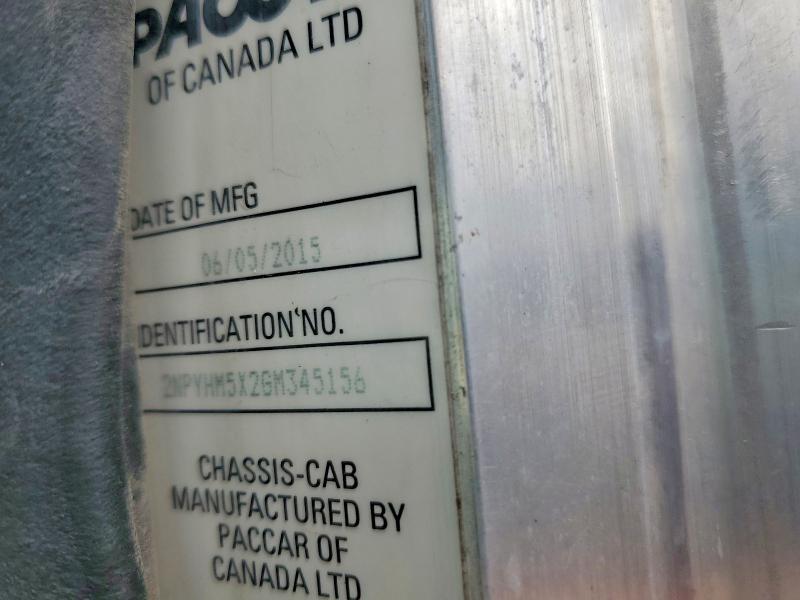 PACCAR
OF CANADA LTD
DATE OF MFG
06/05/2015
IDENTIFICATION NO.
2NPYHM5X2GM345156
CHASSIS-CAB
MANUFACTURED BY
PACCAR OF
CANADA LTD